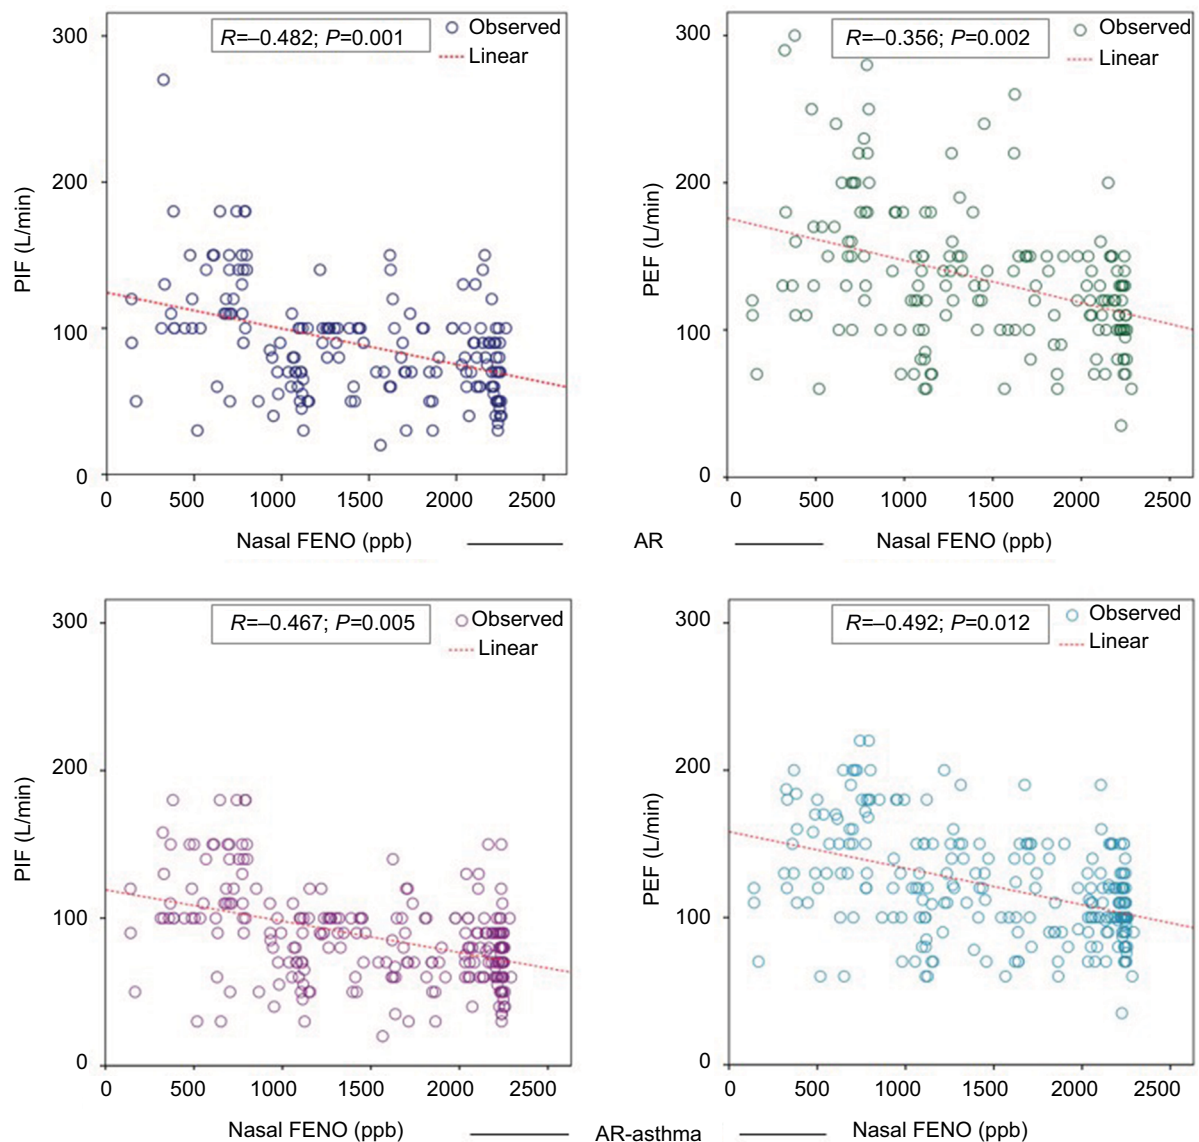 R=–0.482; P=0.001
Observed
Linear
300
200
100
0
PIF (L/min)
0 500 1000 1500 2000 2500
Nasal FENO (ppb)
R=–0.356; P=0.002
Observed
Linear
300
200
100
0
PEF (L/min)
0 500 1000 1500 2000 2500
Nasal FENO (ppb)
AR
R=–0.467; P=0.005
Observed
Linear
300
200
100
0
PIF (L/min)
0 500 1000 1500 2000 2500
Nasal FENO (ppb)
R=–0.492; P=0.012
Observed
Linear
300
200
100
0
PEF (L/min)
0 500 1000 1500 2000 2500
Nasal FENO (ppb)
AR-asthma